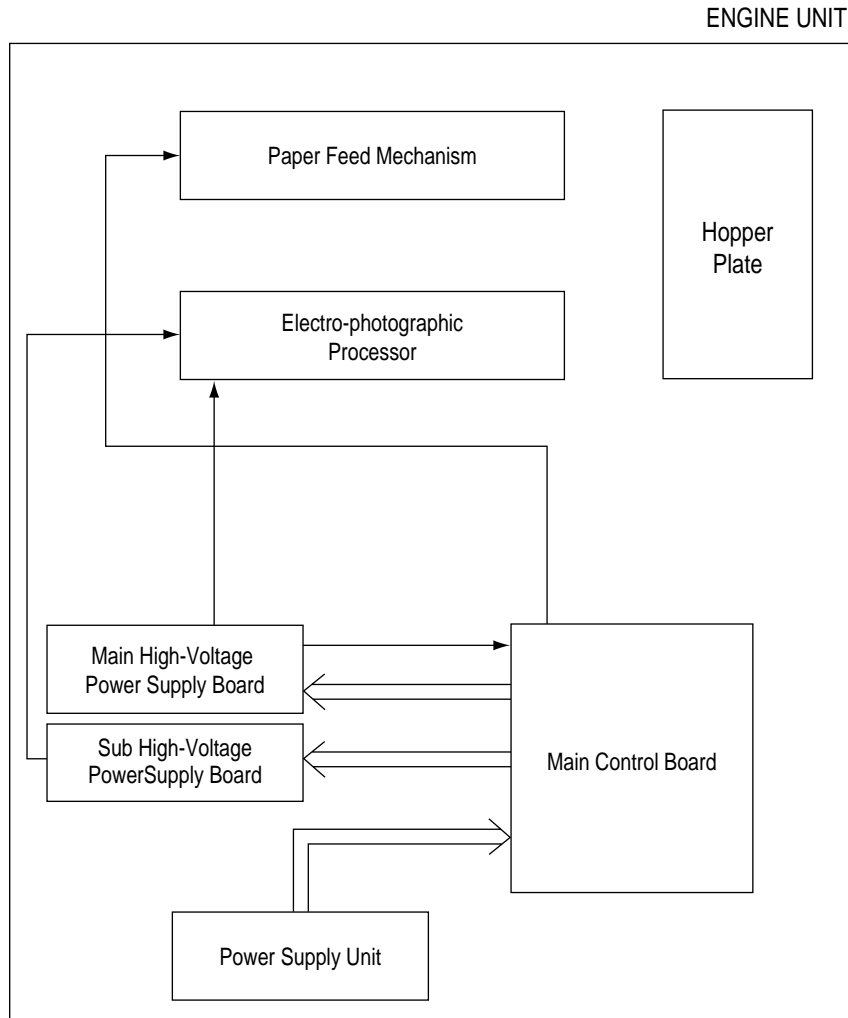 ENGINE UNIT
Paper Feed Mechanism
Hopper
Plate
Electro-photographic
Processor
Main High-Voltage
Power Supply Board
Sub High-Voltage
PowerSupply Board
Main Control Board
Power Supply Unit